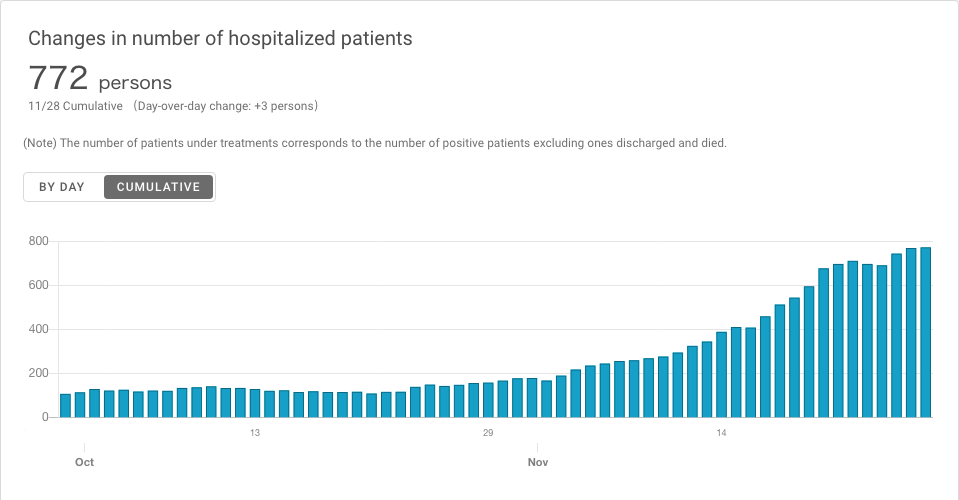 Changes in number of hospitalized patients
772 persons
11/28 Cumulative （Day-over-day change: +3 persons）
(Note) The number of patients under treatments corresponds to the number of positive patients excluding ones discharged and died.
BY DAY CUMULATIVE
800
600
400
200
0
13 29 14
Oct Nov